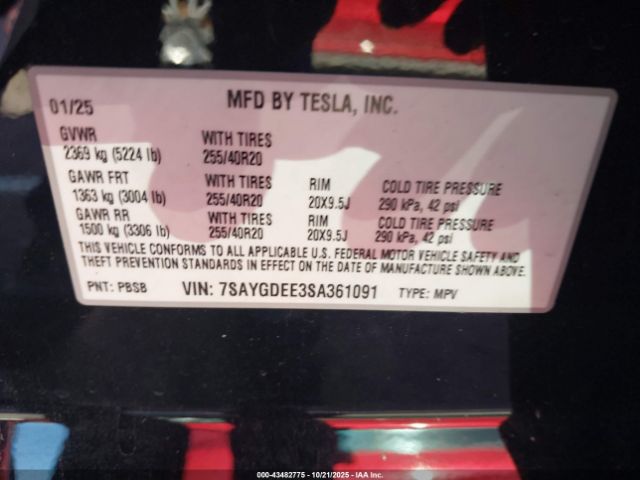 01/25 MFD BY TESLA, INC.
GVWR WITH TIRES
2369 kg (5224 lb) 255/40R20
GAWR FRT WITH TIRES RIM COLD TIRE PRESSURE
1363 kg (3004 lb) 255/40R20 20X9.5J 290 kPa, 42 psi
GAWR RR WITH TIRES RIM COLD TIRE PRESSURE
1500 kg (3306 lb) 255/40R20 20X9.5J 290 kPa, 42 psi
THIS VEHICLE CONFORMS TO ALL APPLICABLE U.S. FEDERAL MOTOR VEHICLE SAFETY AND
THEFT PREVENTION STANDARDS IN EFFECT ON THE DATE OF MANUFACTURE SHOWN ABOVE.
PNT: PBSB VIN: 7SAYGDEE3SA361091 TYPE: MPV
000-43482775 - 10/21/2025 - IAA Inc.